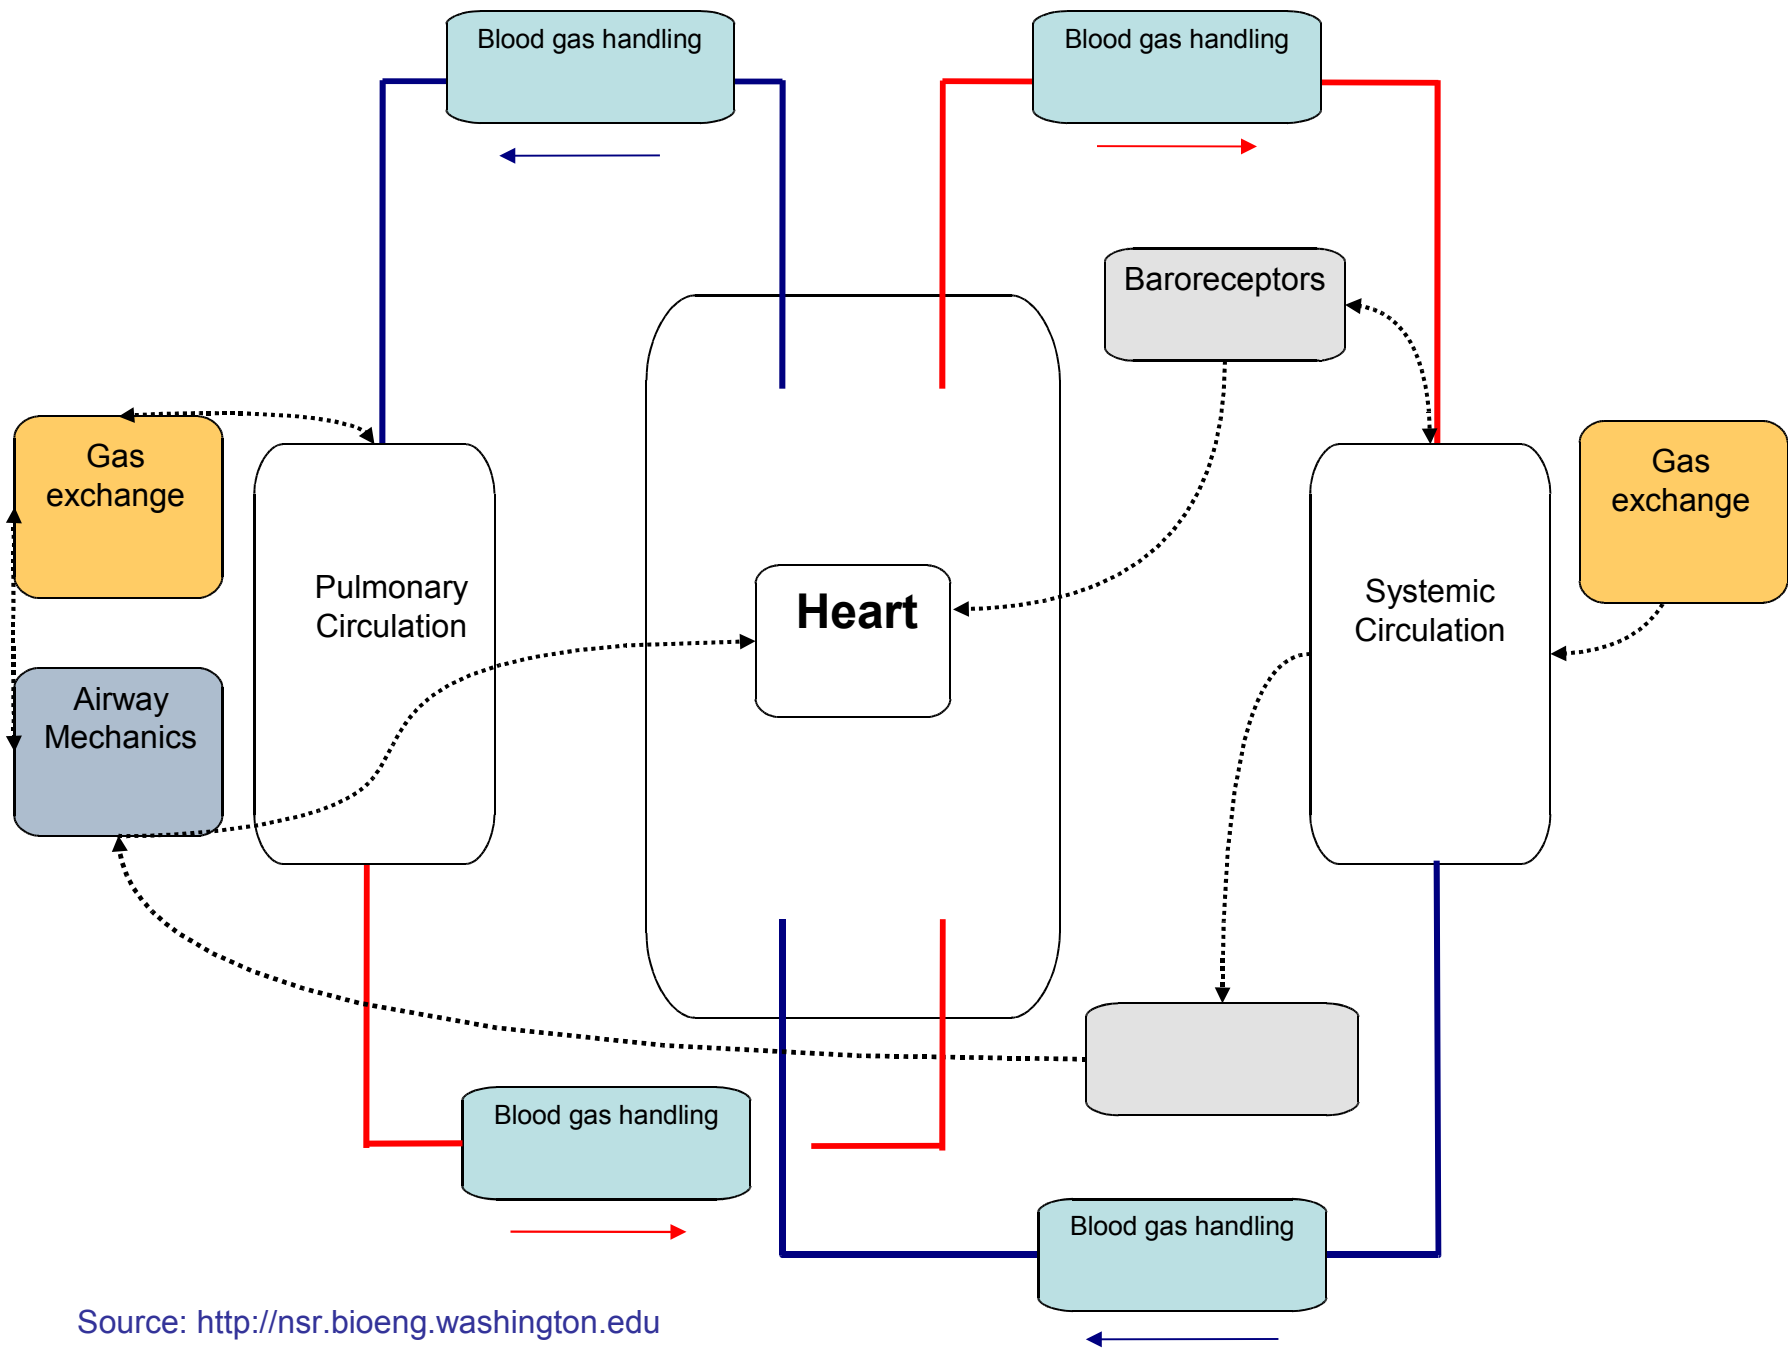 Blood gas handling
Blood gas handling
Baroreceptors
Gas
exchange
Gas
exchange
Pulmonary
Circulation
Heart
Systemic
Circulation
Airway
Mechanics
Blood gas handling
Blood gas handling
Source: http://nsr.bioeng.washington.edu